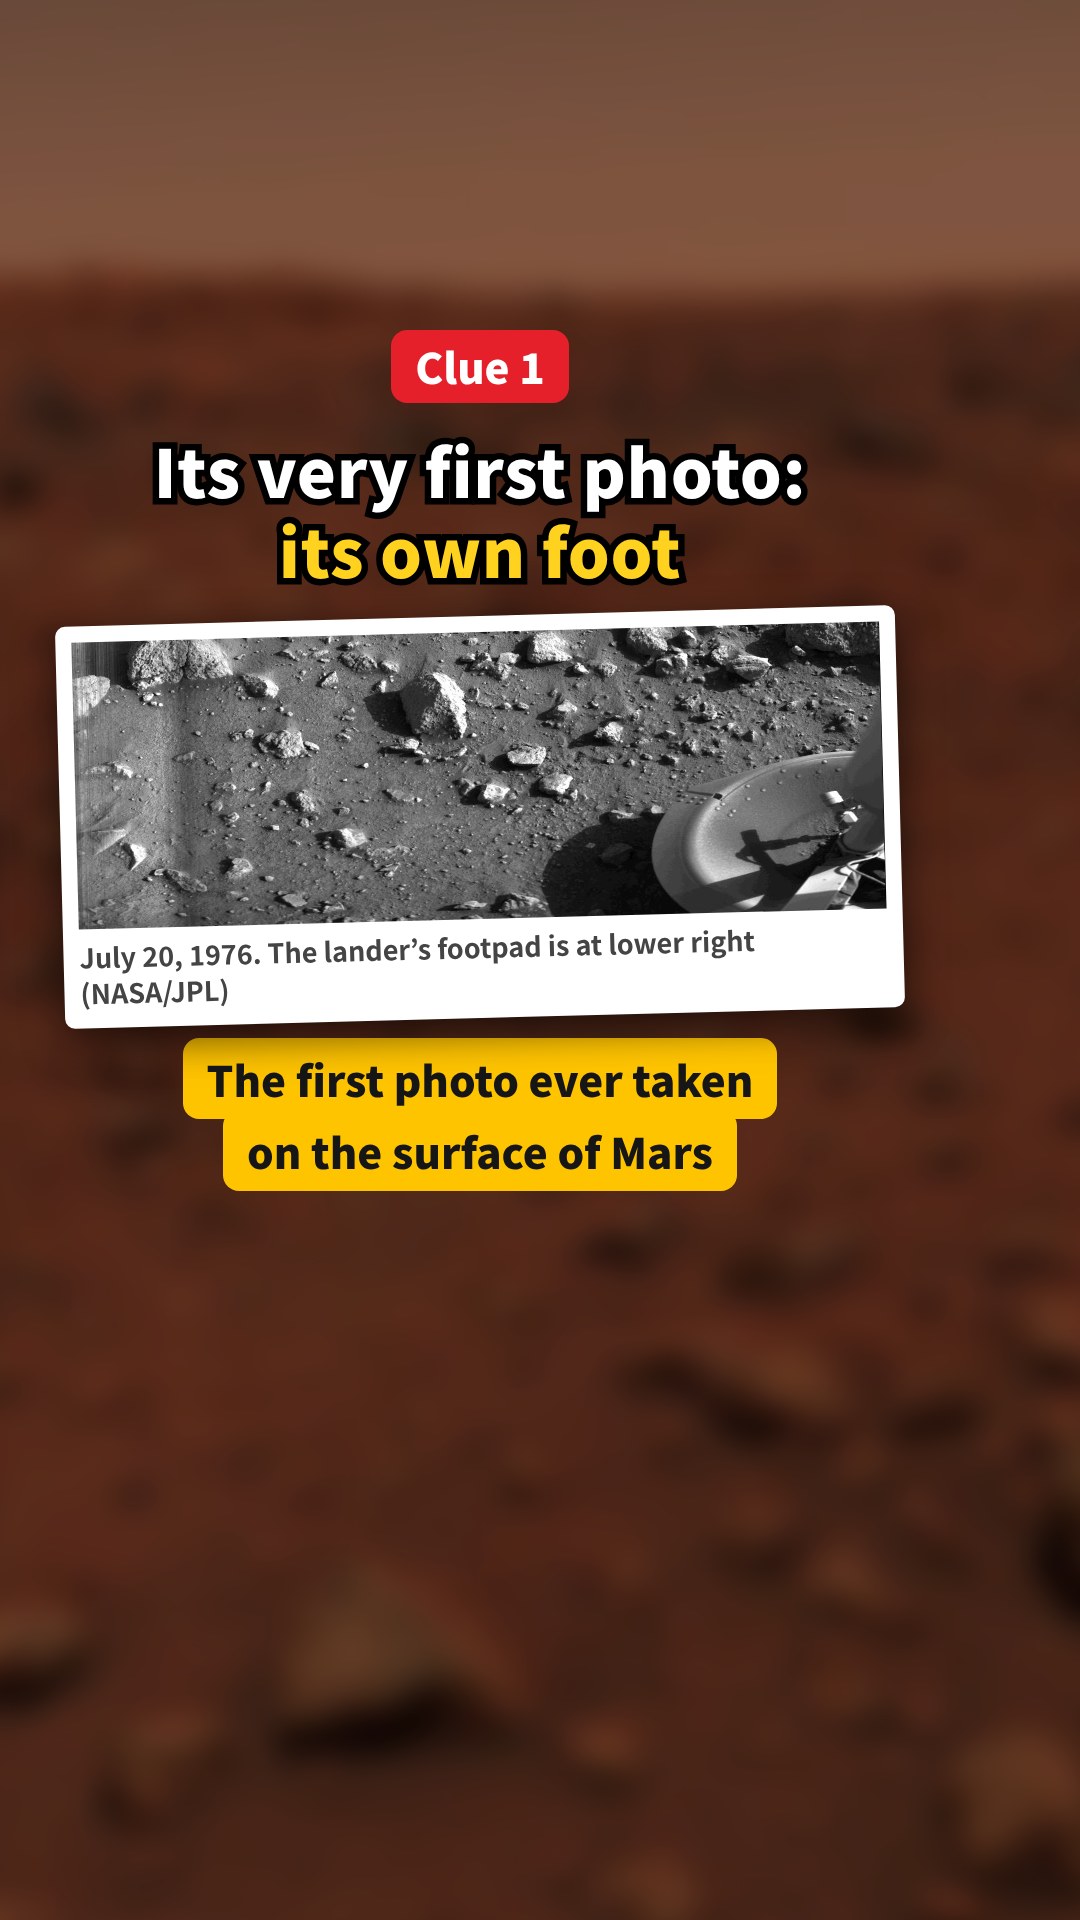 Clue 1
Its very first photo:
its own foot
July 20, 1976. The lander’s footpad is at lower right
(NASA/JPL)
The first photo ever taken
on the surface of Mars